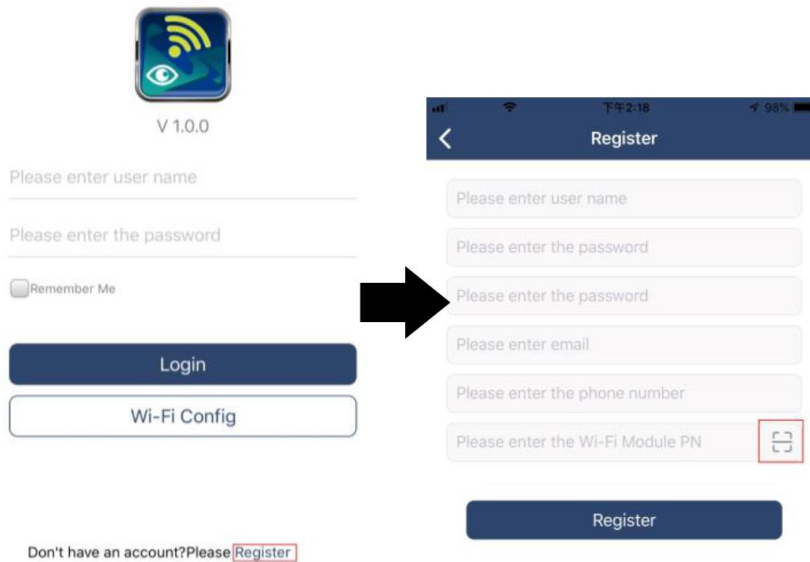 V 1.0.0
Please enter user name
Please enter the password
Remember Me
Login
Wi-Fi Config
Don't have an account?Please Register
下午2:18
98%
Register
Please enter user name
Please enter the password
Please enter the password
Please enter email
Please enter the phone number
Please enter the Wi-Fi Module PN
Register